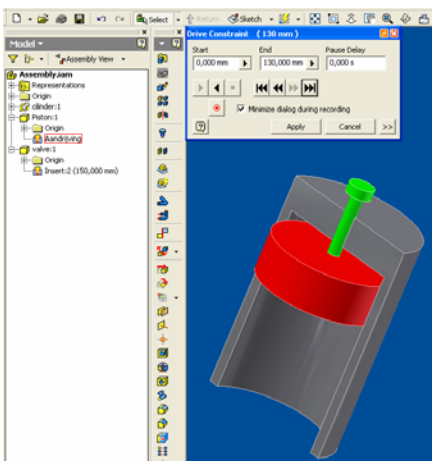 Select
Return
Sketch
Model
Drive Constraint ( 130 mm )
Start
End
Pause Delay
0,000 mm
130,000 mm
0,000 s
Minimize dialog during recording
Apply
Cancel
>>
Assembly View
Assembly.iam
Representations
Origin
cilinder:1
Piston:1
Origin
Aandrijving
valve:1
Origin
Insert:2 (150,000 mm)